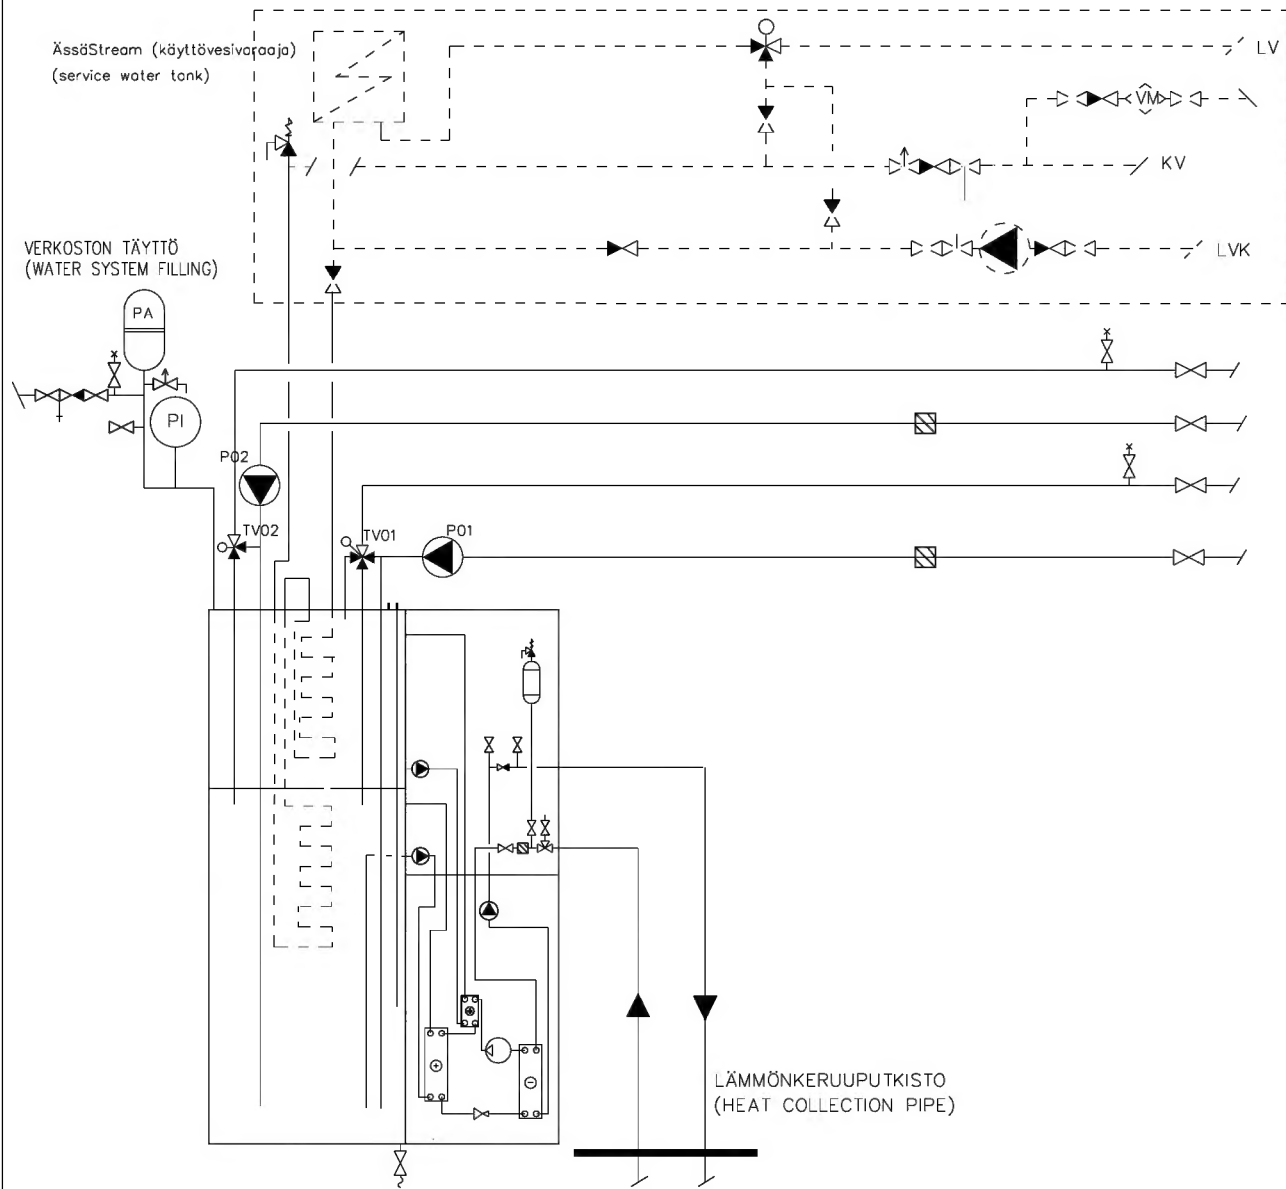 ÄssäStream (käyttövesivaraaja)
(service water tank)
LV
VM
KV
LVK
VERKOSTON TÄYTTÖ
(WATER SYSTEM FILLING)
PA
PI
P02
TV02
TV01
P01
LÄMMÖNKERUUPUTKISTO
(HEAT COLLECTION PIPE)